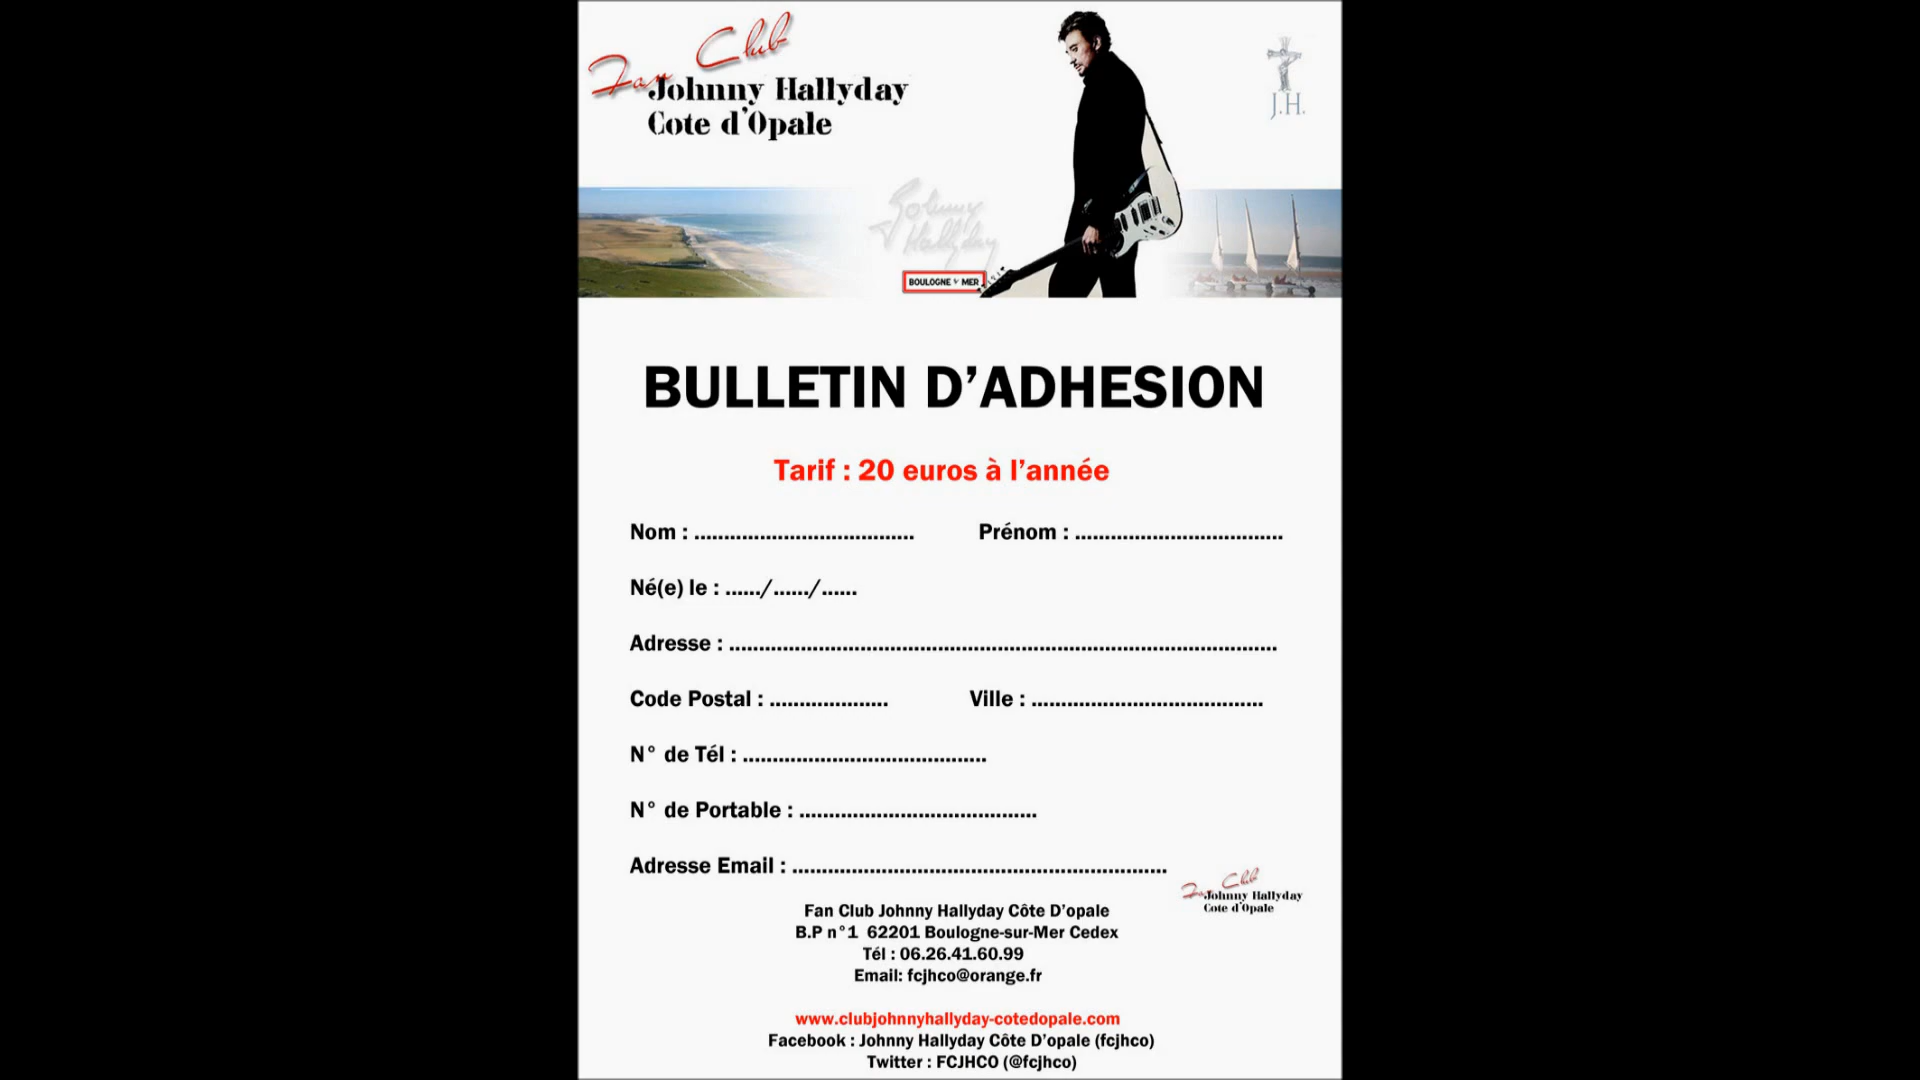 Fan Club
Johnny Hallyday
Cote d'Opale
J.H.
Johnny
Hallyday
BOULOGNE MER
BULLETIN D’ADHESION
Tarif : 20 euros à l’année
Nom : ..................................... Prénom : ...................................
Né(e) le : ....../....../......
Adresse : ............................................................................................
Code Postal : .................... Ville : .......................................
N° de Tél : .........................................
N° de Portable : ........................................
Adresse Email : ...............................................................
Fan Club
Johnny Hallyday
Cote d'Opale
Fan Club Johnny Hallyday Côte D’opale
B.P n°1 62201 Boulogne-sur-Mer Cedex
Tél : 06.26.41.60.99
Email: fcjhco@orange.fr
www.clubjohnnyhallyday-cotedopale.com
Facebook : Johnny Hallyday Côte D’opale (fcjhco)
Twitter : FCJHCO (@fcjhco)